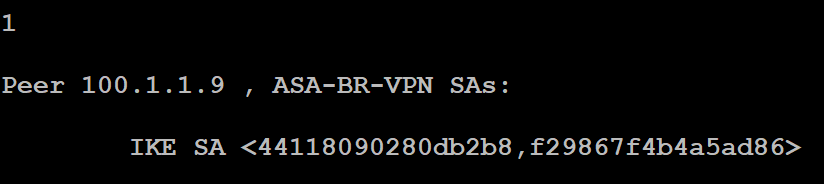 1
Peer 100.1.1.9 , ASA-BR-VPN SAs:
IKE SA <44118090280db2b8,f29867f4b4a5ad86>